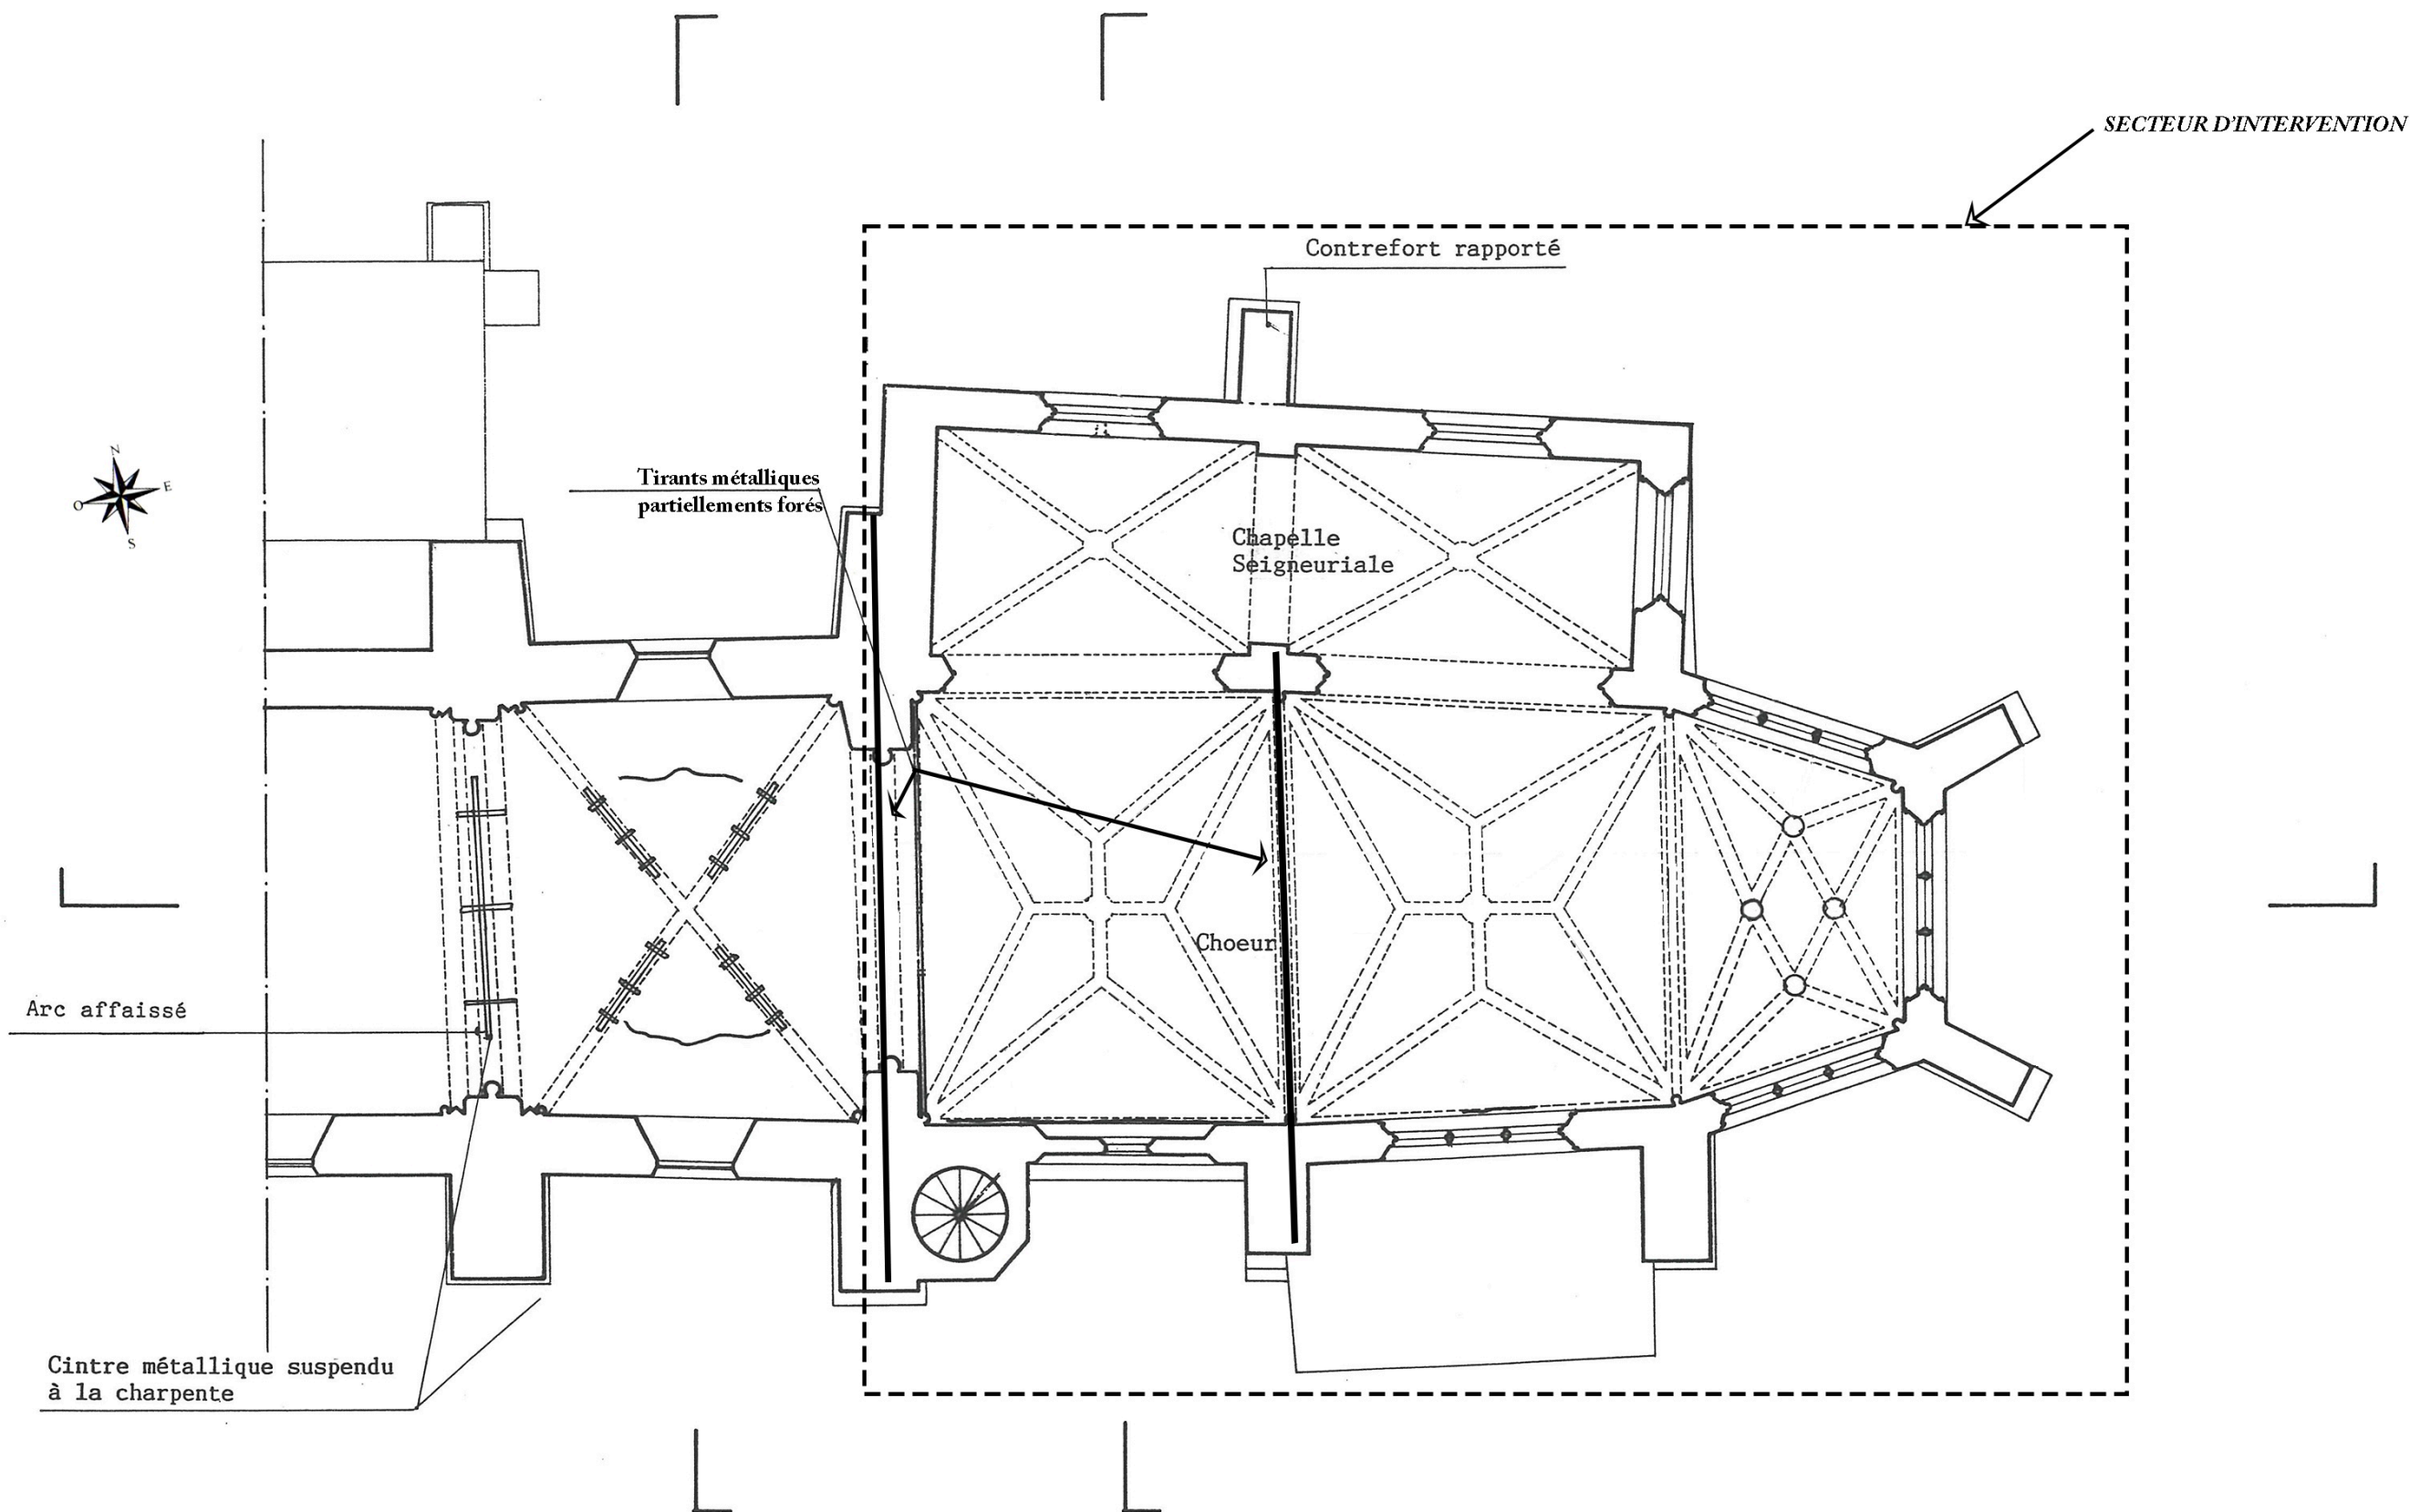 SECTEUR D'INTERVENTION
Contrefort rapporté
N
E
O
S
Tirants métalliques
partiellements forés
Chapelle
Seigneuriale
Choeur
Arc affaissé
Cintre métallique suspendu
à la charpente